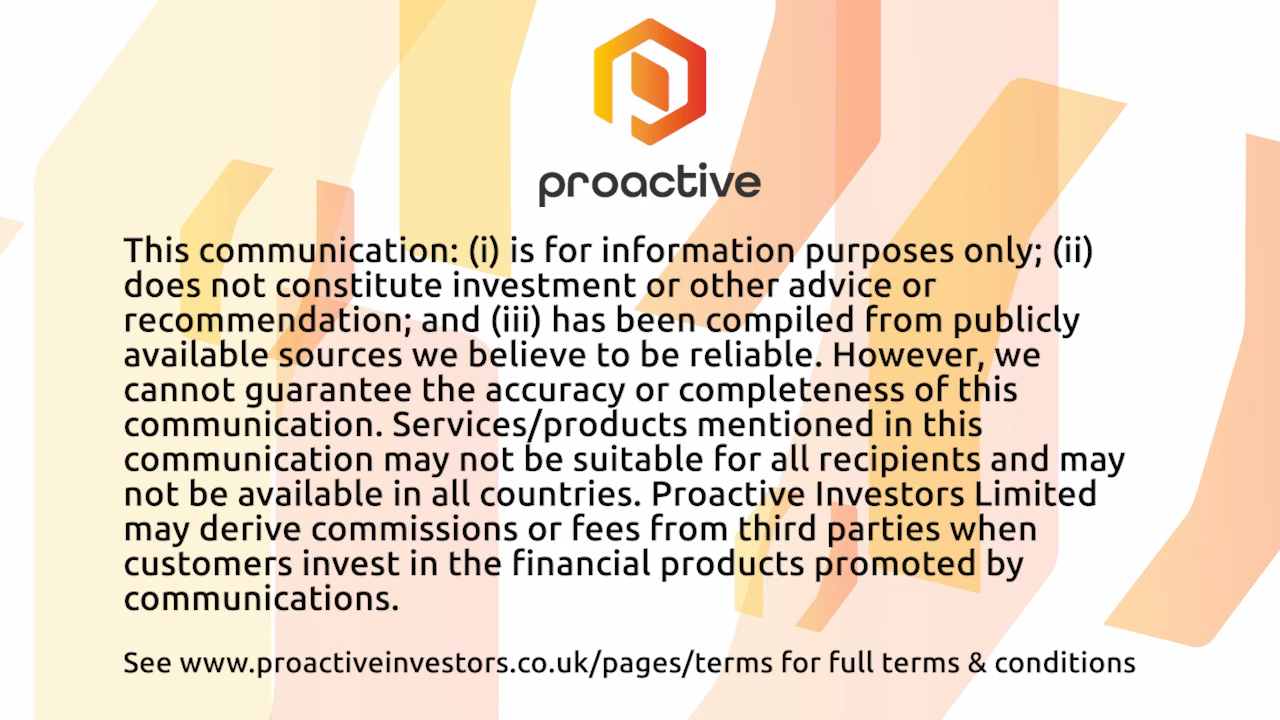 proactive
This communication: (i) is for information purposes only; (ii)
does not constitute investment or other advice or
recommendation; and (iii) has been compiled from publicly
available sources we believe to be reliable. However, we
cannot guarantee the accuracy or completeness of this
communication. Services/products mentioned in this
communication may not be suitable for all recipients and may
not be available in all countries. Proactive Investors Limited
may derive commissions or fees from third parties when
customers invest in the financial products promoted by
communications.
See www.proactiveinvestors.co.uk/pages/terms for full terms & conditions